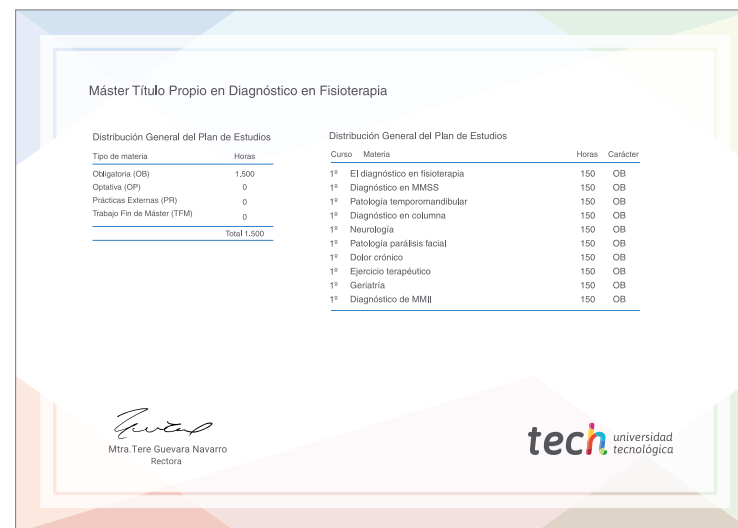 Máster Título Propio en Diagnóstico en Fisioterapia
Distribución General del Plan de Estudios
Tipo de materia Horas
Obligatoria (OB) 1,500
Optativa (OP) 0
Prácticas Externas (PR) 0
Trabajo Fin de Máster (TFM) 0
Total 1.500
Distribución General del Plan de Estudios
Curso Materia Horas Carácter
1º El diagnóstico en fisioterapia 150 OB
1º Diagnóstico en MMSS 150 OB
1º Patología temporomandibular 150 OB
1º Diagnóstico en columna 150 OB
1º Neurología 150 OB
1º Patología parálisis facial 150 OB
1º Dolor crónico 150 OB
1º Ejercicio terapéutico 150 OB
1º Geriatría 150 OB
1º Diagnóstico de MMII 150 OB
Mtra.Tere Guevara Navarro
Rectora
tech universidad
tecnológica